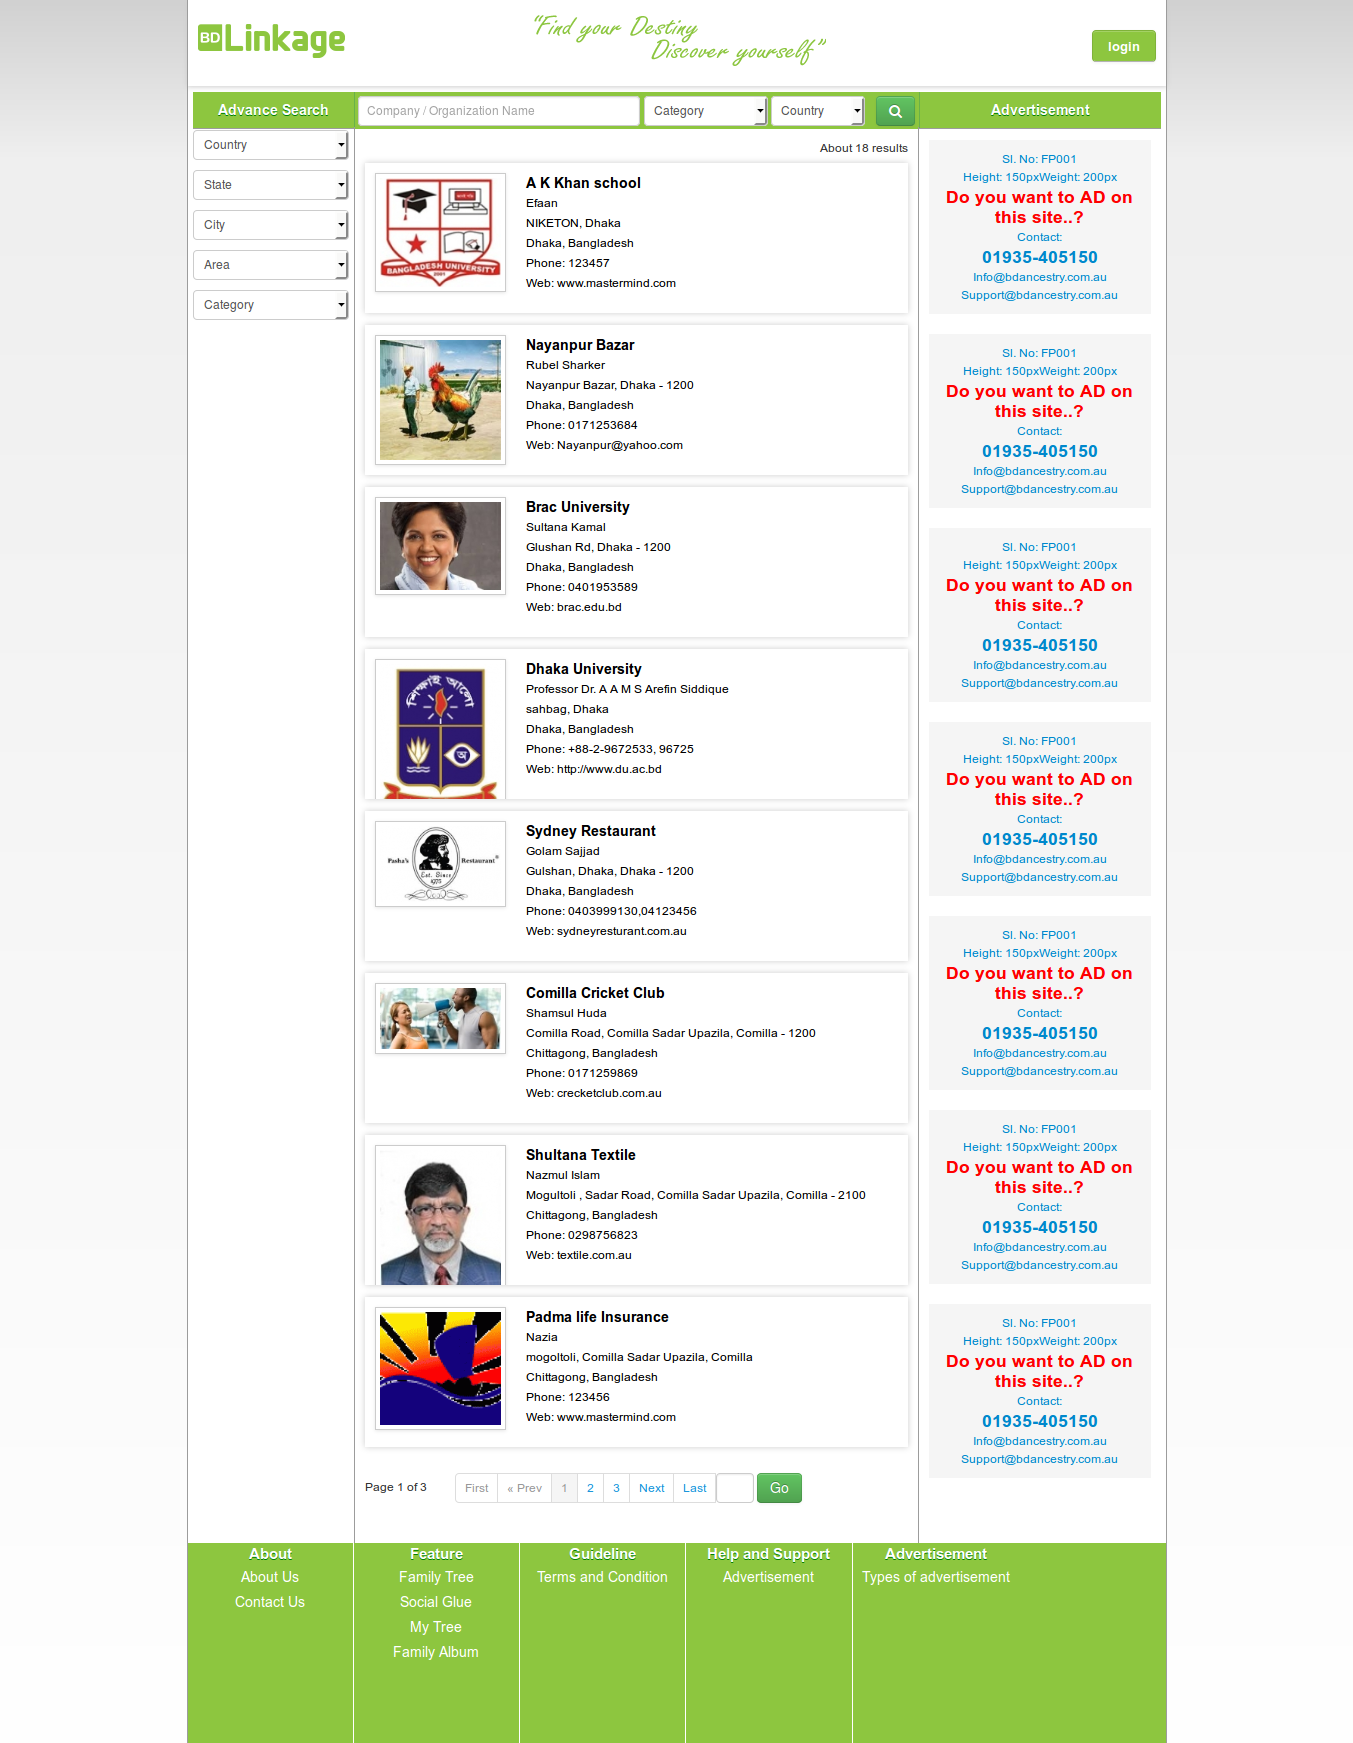 BD Linkage
“Find your Destiny
Discover yourself”
login
Advance Search
Company / Organization Name
Category
Country
Advertisement
Country
State
City
Area
Category
About 18 results
BANGLADESH UNIVERSITY
2001
A K Khan school
Efaan
NIKETON, Dhaka
Dhaka, Bangladesh
Phone: 123457
Web: www.mastermind.com
Nayanpur Bazar
Rubel Sharker
Nayanpur Bazar, Dhaka - 1200
Dhaka, Bangladesh
Phone: 0171253684
Web: Nayanpur@yahoo.com
Brac University
Sultana Kamal
Glushan Rd, Dhaka - 1200
Dhaka, Bangladesh
Phone: 0401953589
Web: brac.edu.bd
শিক্ষাই আলো
অ
Dhaka University
Professor Dr. A A M S Arefin Siddique
sahbag, Dhaka
Dhaka, Bangladesh
Phone: +88-2-9672533, 96725
Web: http://www.du.ac.bd
Pasha's Restaurant®
Est. Since
1975
Sydney Restaurant
Golam Sajjad
Gulshan, Dhaka, Dhaka - 1200
Dhaka, Bangladesh
Phone: 0403999130,04123456
Web: sydneyresturant.com.au
Comilla Cricket Club
Shamsul Huda
Comilla Road, Comilla Sadar Upazila, Comilla - 1200
Chittagong, Bangladesh
Phone: 0171259869
Web: crecketclub.com.au
Shultana Textile
Nazmul Islam
Mogultoli , Sadar Road, Comilla Sadar Upazila, Comilla - 2100
Chittagong, Bangladesh
Phone: 0298756823
Web: textile.com.au
Padma life Insurance
Nazia
mogoltoli, Comilla Sadar Upazila, Comilla
Chittagong, Bangladesh
Phone: 123456
Web: www.mastermind.com
Page 1 of 3
First
« Prev
1
2
3
Next
Last
Go
Sl. No: FP001
Height: 150pxWeight: 200px
Do you want to AD on
this site..?
Contact:
01935-405150
Info@bdancestry.com.au
Support@bdancestry.com.au
Sl. No: FP001
Height: 150pxWeight: 200px
Do you want to AD on
this site..?
Contact:
01935-405150
Info@bdancestry.com.au
Support@bdancestry.com.au
Sl. No: FP001
Height: 150pxWeight: 200px
Do you want to AD on
this site..?
Contact:
01935-405150
Info@bdancestry.com.au
Support@bdancestry.com.au
Sl. No: FP001
Height: 150pxWeight: 200px
Do you want to AD on
this site..?
Contact:
01935-405150
Info@bdancestry.com.au
Support@bdancestry.com.au
Sl. No: FP001
Height: 150pxWeight: 200px
Do you want to AD on
this site..?
Contact:
01935-405150
Info@bdancestry.com.au
Support@bdancestry.com.au
Sl. No: FP001
Height: 150pxWeight: 200px
Do you want to AD on
this site..?
Contact:
01935-405150
Info@bdancestry.com.au
Support@bdancestry.com.au
Sl. No: FP001
Height: 150pxWeight: 200px
Do you want to AD on
this site..?
Contact:
01935-405150
Info@bdancestry.com.au
Support@bdancestry.com.au
About
About Us
Contact Us
Feature
Family Tree
Social Glue
My Tree
Family Album
Guideline
Terms and Condition
Help and Support
Advertisement
Advertisement
Types of advertisement